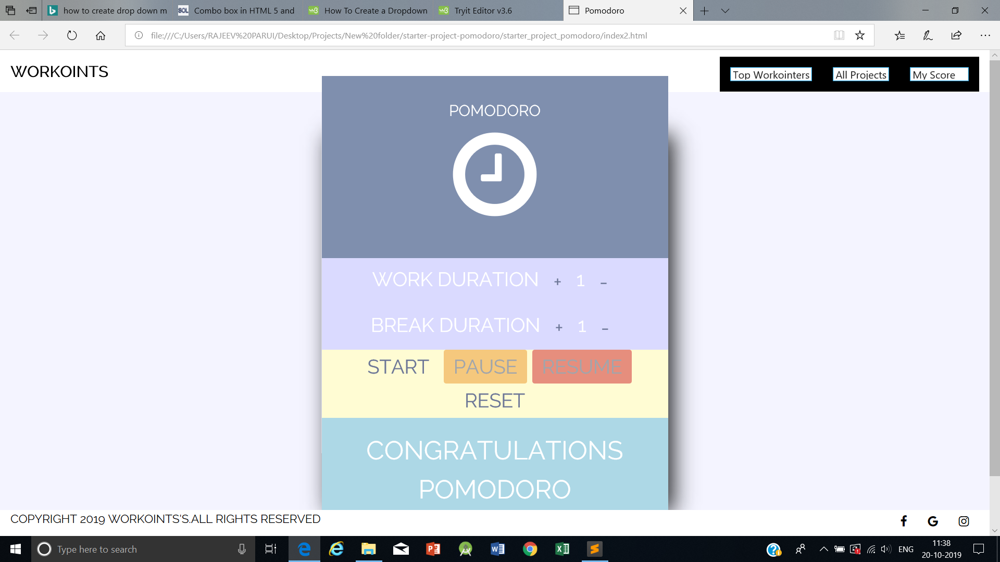 how to create drop down m
Combo box in HTML 5 and
How To Create a Dropdown
Tryit Editor v3.6
Pomodoro
file:///C:/Users/RAJEEV%20PARUI/Desktop/Projects/New%20folder/starter-project-pomodoro/starter_project_pomodoro/index2.html
WORKOINTS
Top Workointers
All Projects
My Score
POMODORO
WORK DURATION + 1 -
BREAK DURATION + 1 -
START PAUSE RESUME
RESET
CONGRATULATIONS
POMODORO
COPYRIGHT 2019 WORKOINTS'S.ALL RIGHTS RESERVED
Type here to search
ENG
11:38
20-10-2019